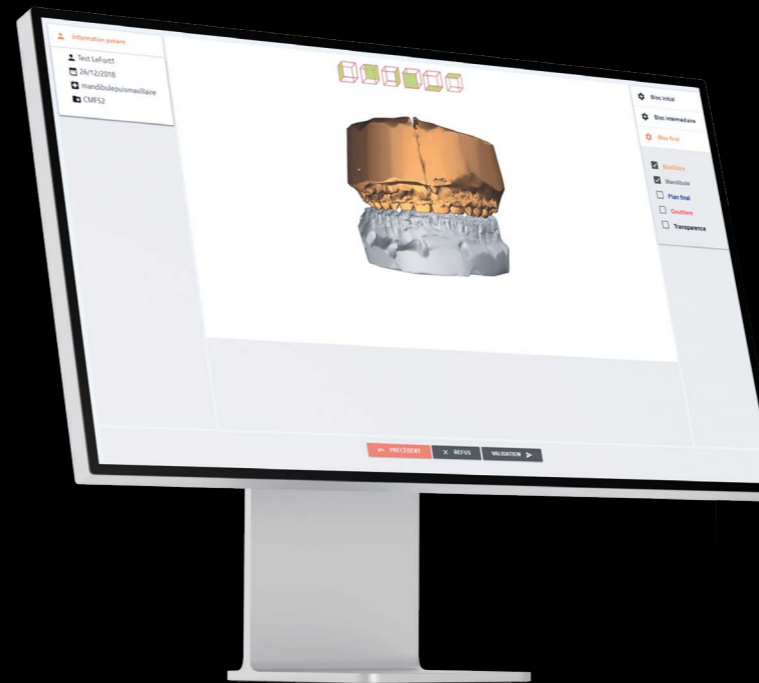 Information patient
Test LeFort1
26/12/2018
mandibulepuismaxillaire
CMFS2
Bloc initial
Bloc intermédiaire
Bloc final
Maxillaire
Mandibule
Plan final
Gouttiere
Transparence
PRÉCÉDENT
REFUS
VALIDATION